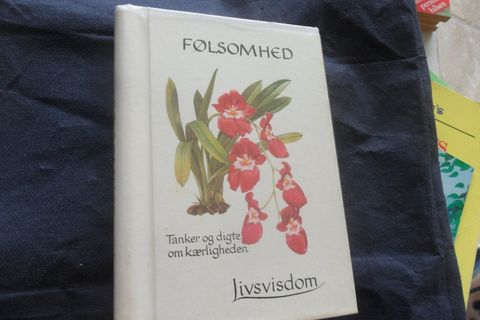 FØLSOMHED
Tanker og digte
om kærligheden
Livsvisdom